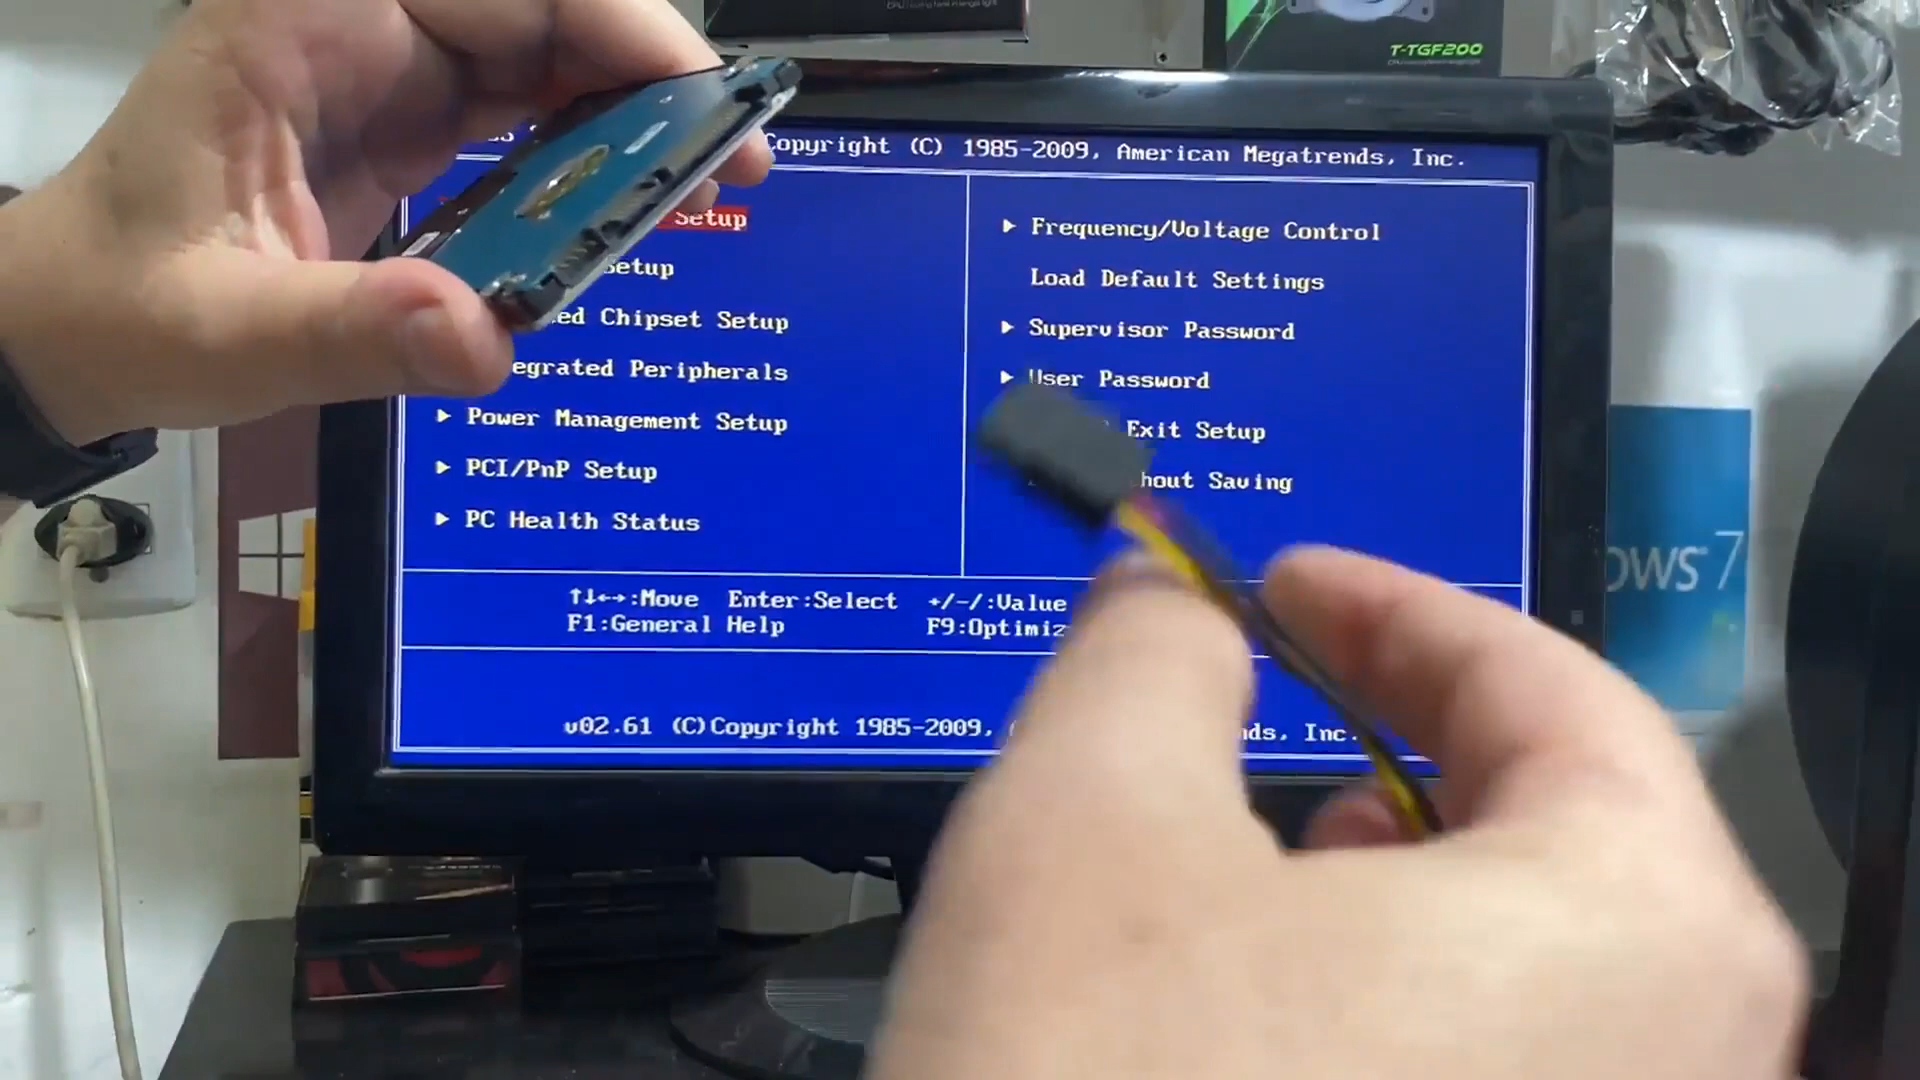 T-TGF200
Copyright (C) 1985-2009, American Megatrends, Inc.
Setup
Setup
ed Chipset Setup
egrated Peripherals
▶ Power Management Setup
▶ PCI/PnP Setup
▶ PC Health Status
▶ Frequency/Voltage Control
Load Default Settings
▶ Supervisor Password
▶ User Password
Exit Setup
hout Saving
↑↓←→:Move Enter:Select +/-/:Value
F1:General Help F9:Optimiz
v02.61 (C)Copyright 1985-2009,
nds, Inc.
ows 7